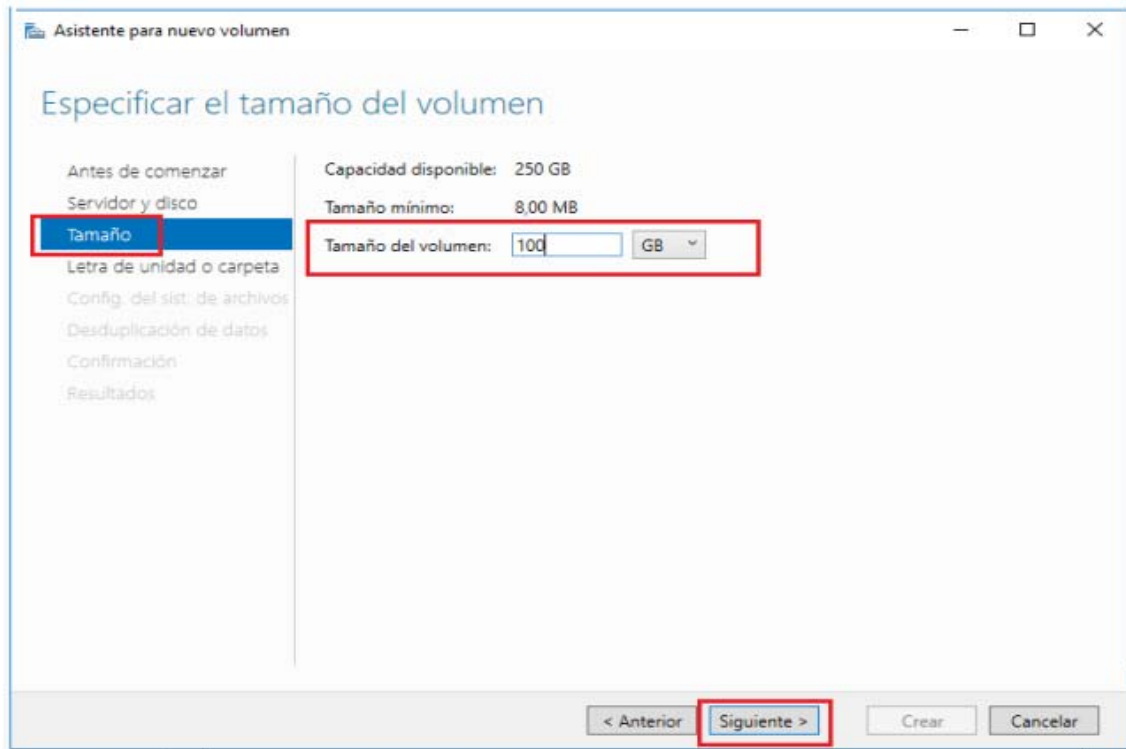 Asistente para nuevo volumen
Especificar el tamaño del volumen
Antes de comenzar
Servidor y disco
Tamaño
Letra de unidad o carpeta
Config. del sist. de archivos
Desduplicación de datos
Confirmación
Resultados
Capacidad disponible: 250 GB
Tamaño mínimo: 8,00 MB
Tamaño del volumen: 100 GB
< Anterior Siguiente > Crear Cancelar